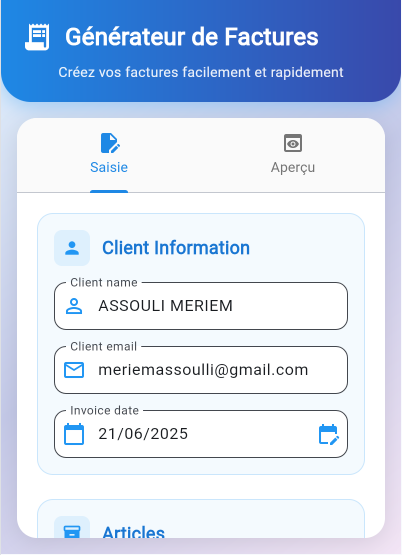 Générateur de Factures
Créez vos factures facilement et rapidement
Saisie
Aperçu
Client Information
Client name
ASSOULI MERIEM
Client email
meriemassoulli@gmail.com
Invoice date
21/06/2025
Articles